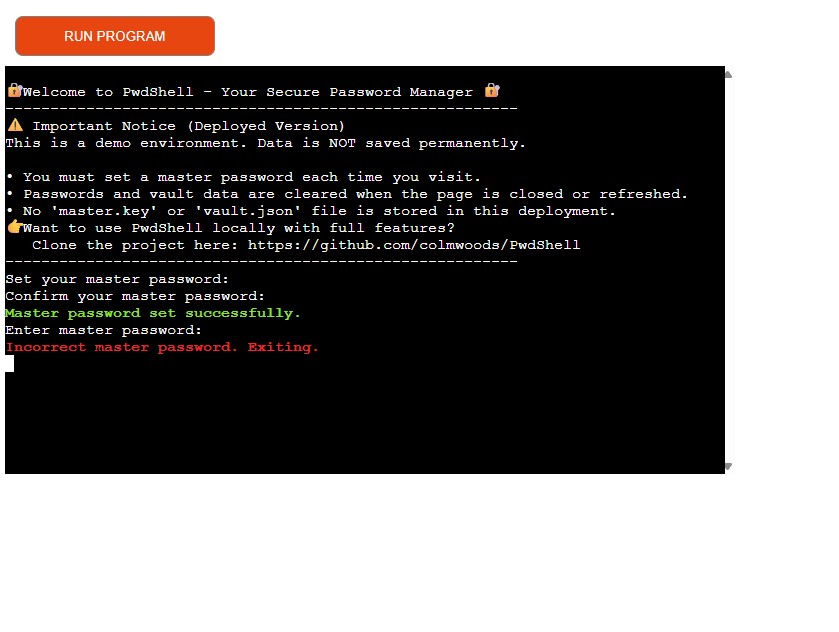 RUN PROGRAM
🔐Welcome to PwdShell - Your Secure Password Manager 🔐
---------------------------------------------------------
⚠️ Important Notice (Deployed Version)
This is a demo environment. Data is NOT saved permanently.
• You must set a master password each time you visit.
• Passwords and vault data are cleared when the page is closed or refreshed.
• No 'master.key' or 'vault.json' file is stored in this deployment.
👉Want to use PwdShell locally with full features?
Clone the project here: https://github.com/colmwoods/PwdShell
---------------------------------------------------------
Set your master password:
Confirm your master password:
Master password set successfully.
Enter master password:
Incorrect master password. Exiting.